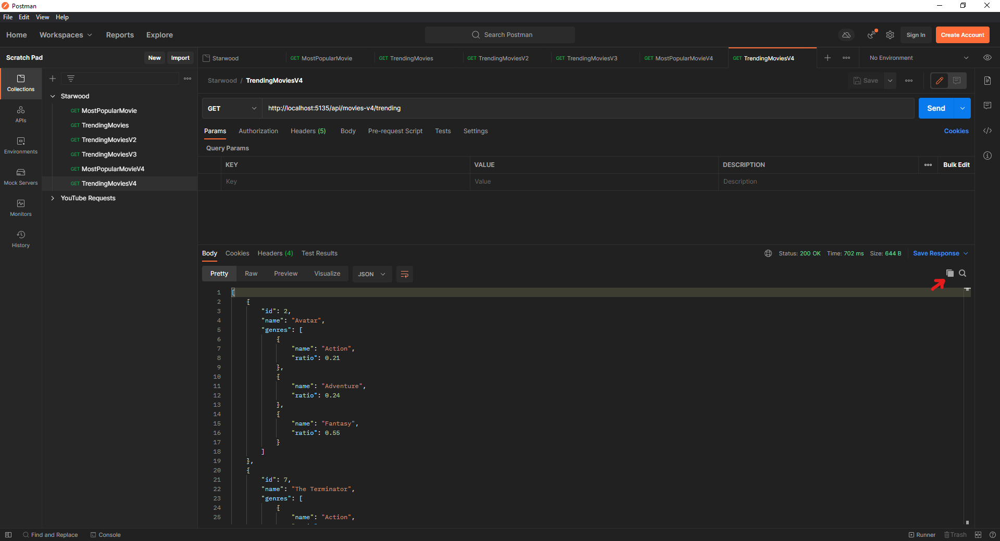 Postman
File Edit View Help
Home Workspaces Reports Explore Search Postman Sign In Create Account
Scratch Pad New Import
Starwood GET MostPopularMovie GET TrendingMovies GET TrendingMoviesV2 GET TrendingMoviesV3 GET MostPopularMovieV4 GET TrendingMoviesV4 No Environment
Collections
APIs
Environments
Mock Servers
Monitors
History
Starwood
GET MostPopularMovie
GET TrendingMovies
GET TrendingMoviesV2
GET TrendingMoviesV3
GET MostPopularMovieV4
GET TrendingMoviesV4
YouTube Requests
Starwood / TrendingMoviesV4 Save
GET http://localhost:5135/api/movies-v4/trending Send
Params Authorization Headers (5) Body Pre-request Script Tests Settings Cookies
Query Params
KEY VALUE DESCRIPTION Bulk Edit
Key Value Description
Body Cookies Headers (4) Test Results Status: 200 OK Time: 702 ms Size: 644 B Save Response
Pretty Raw Preview Visualize JSON
1 [
2 {
3 "id": 2,
4 "name": "Avatar",
5 "genres": [
6 {
7 "name": "Action",
8 "ratio": 0.21
9 },
10 {
11 "name": "Adventure",
12 "ratio": 0.24
13 },
14 {
15 "name": "Fantasy",
16 "ratio": 0.55
17 }
18 ]
19 },
20 {
21 "id": 7,
22 "name": "The Terminator",
23 "genres": [
24 {
25 "name": "Action",
Find and Replace Console Runner Trash